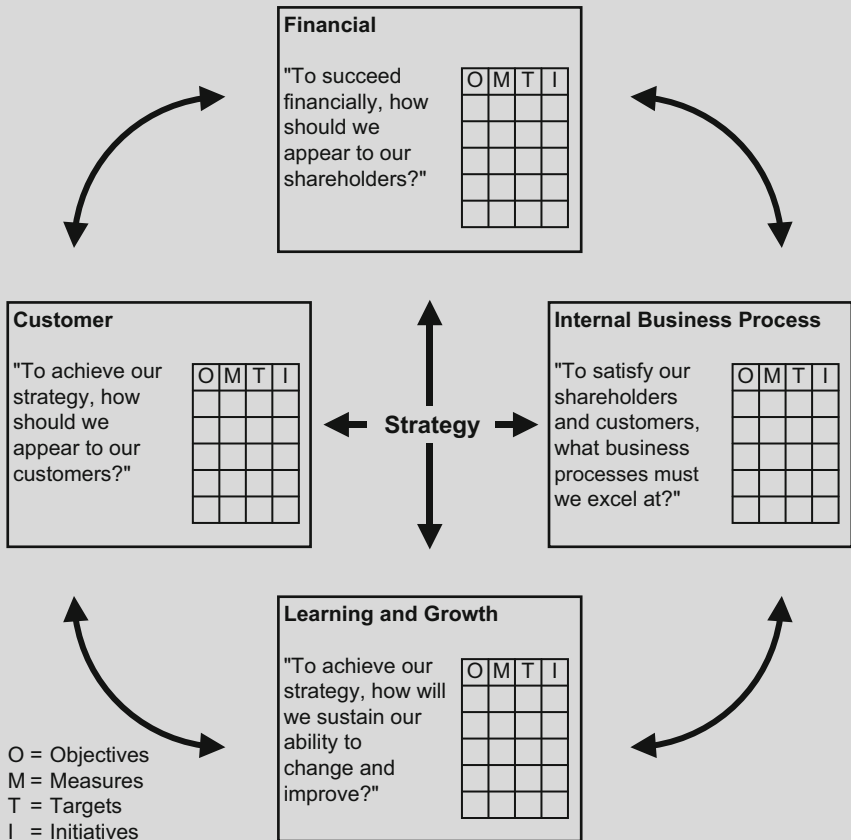 Financial
"To succeed
financially, how
should we
appear to our
shareholders?"
O M T I
Customer
"To achieve our
strategy, how
should we
appear to our
customers?"
O M T I
Strategy
Internal Business Process
"To satisfy our
shareholders
and customers,
what business
processes must
we excel at?"
O M T I
Learning and Growth
"To achieve our
strategy, how will
we sustain our
ability to
change and
improve?"
O M T I
O = Objectives
M = Measures
T = Targets
I = Initiatives